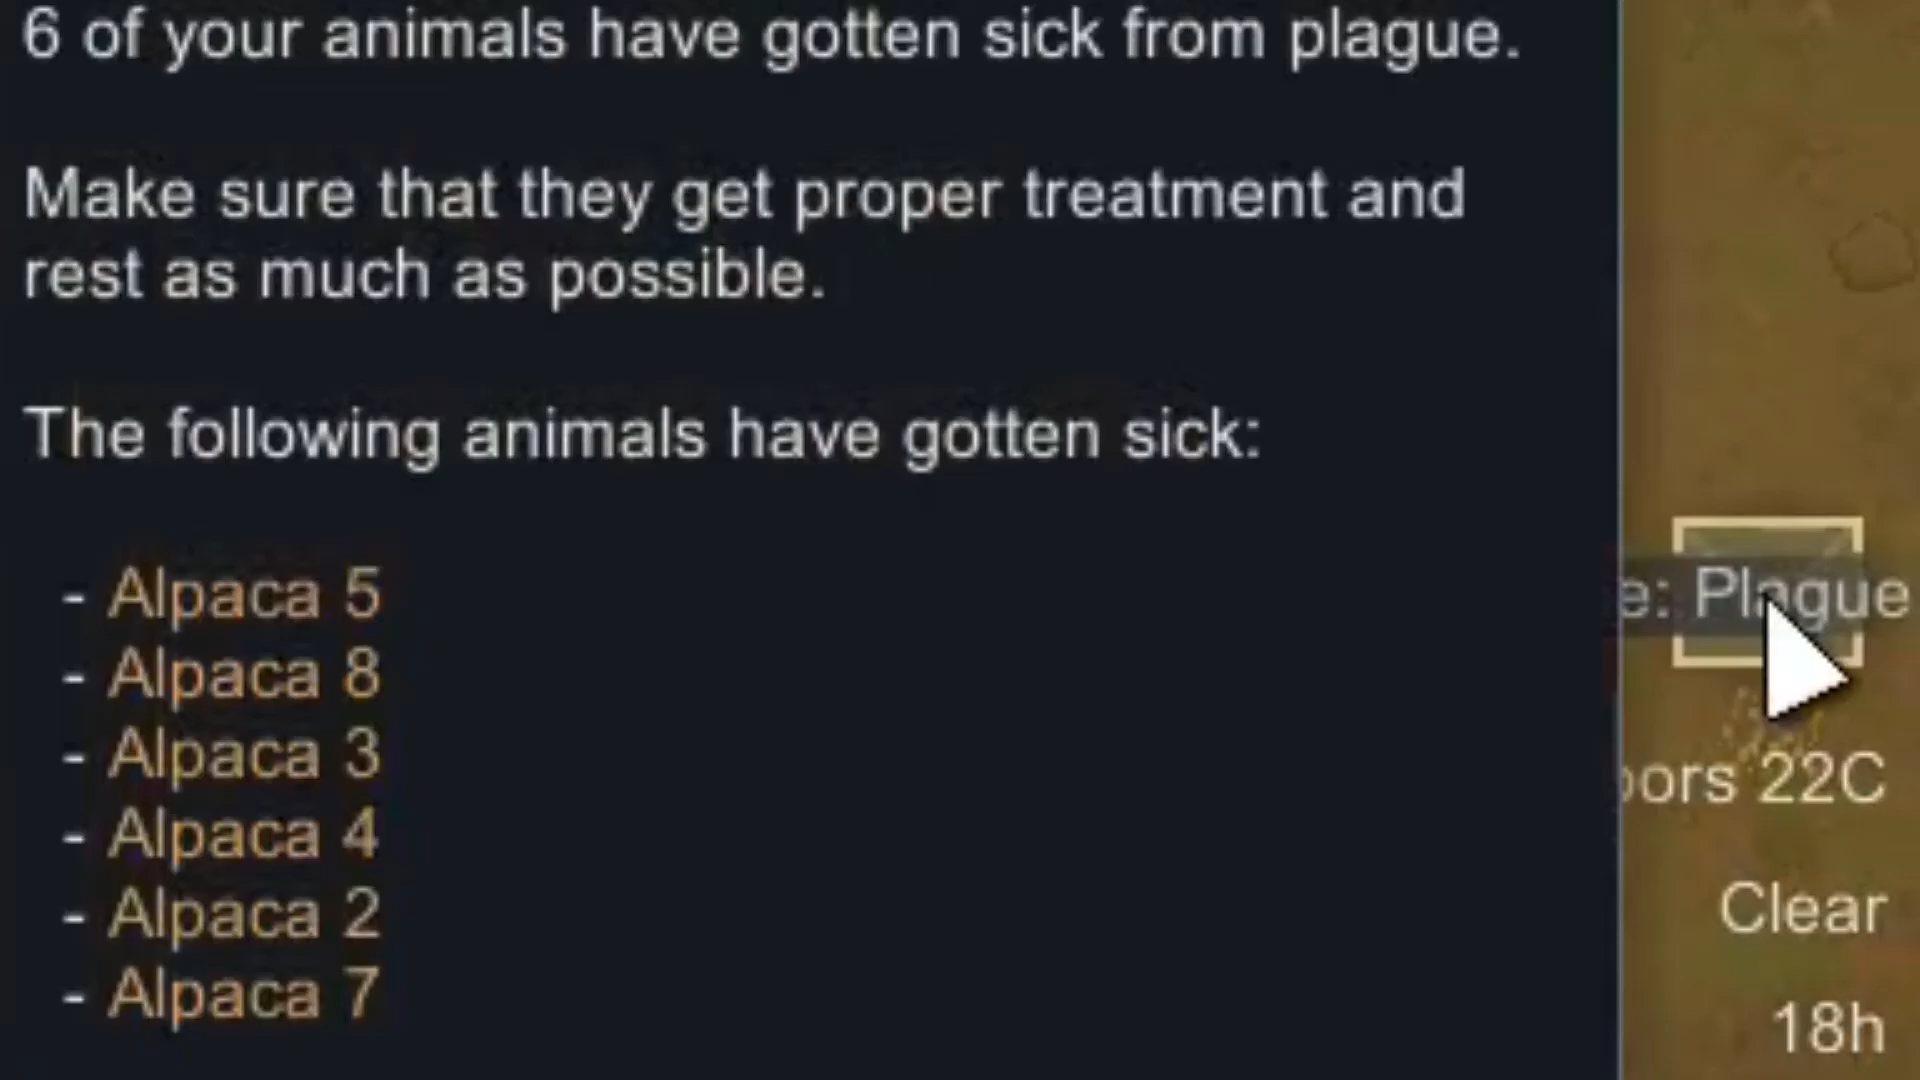 6 of your animals have gotten sick from plague.
Make sure that they get proper treatment and
rest as much as possible.
The following animals have gotten sick:
- Alpaca 5
- Alpaca 8
- Alpaca 3
- Alpaca 4
- Alpaca 2
- Alpaca 7
e: Plague
oors 22C
Clear
18h